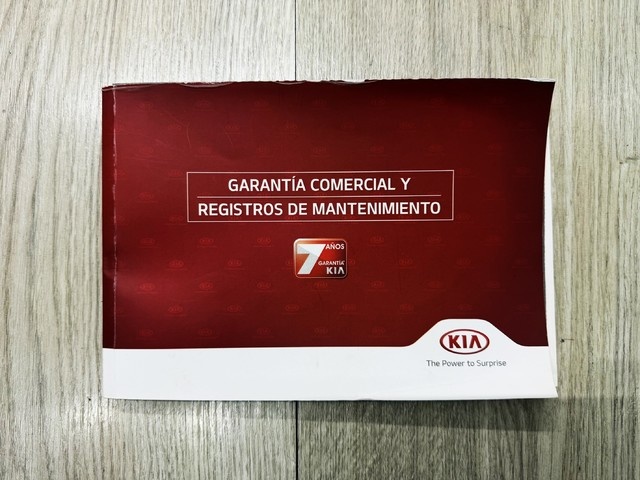 GARANTÍA COMERCIAL Y
REGISTROS DE MANTENIMIENTO
7 AÑOS
GARANTÍA
KIA
KIA
The Power to Surprise